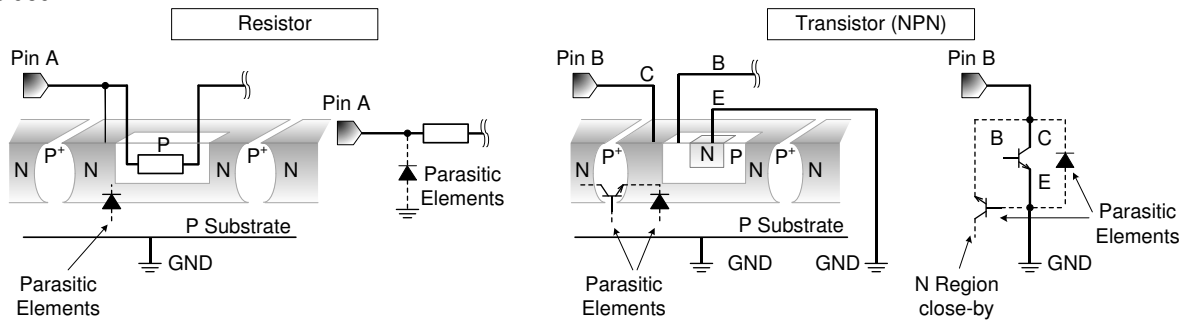 Resistor
Transistor (NPN)
Pin A
Pin A
N
P+
N
P
N
P+
N
Parasitic
Elements
P Substrate
GND
Parasitic
Elements
Pin B
C
B
E
N
P+
N
N
P
N
P+
N
P Substrate
GND
GND
Parasitic
Elements
Pin B
B
C
E
Parasitic
Elements
GND
N Region
close-by